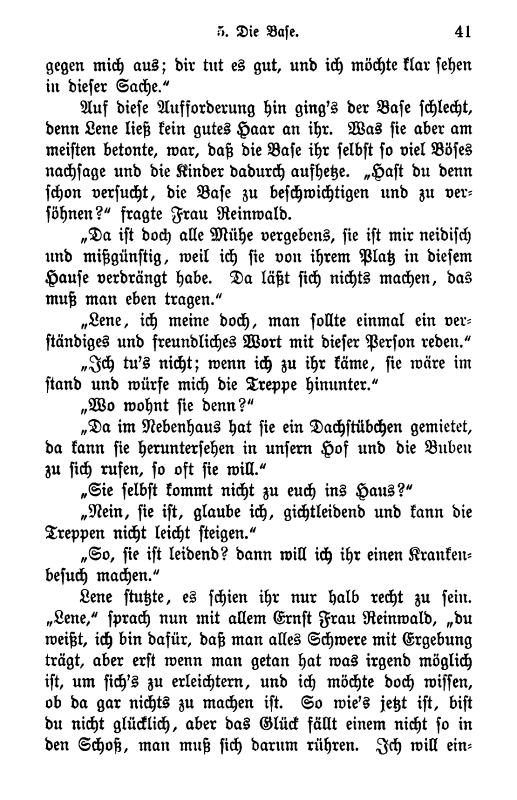 5. Die Base. 41
gegen mich aus; dir tut es gut, und ich möchte klar sehen
in dieser Sache.“
Auf diese Aufforderung hin ging's der Base schlecht,
denn Lene ließ kein gutes Haar an ihr. Was sie aber am
meisten betonte, war, daß die Base ihr selbst so viel Böses
nachsage und die Kinder dadurch aufhetze. „Hast du denn
schon versucht, die Base zu beschwichtigen und zu ver=
söhnen?“ fragte Frau Reinwald.
„Da ist doch alle Mühe vergebens, sie ist mir neidisch
und mißgünstig, weil ich sie von ihrem Platz in diesem
Hause verdrängt habe. Da läßt sich nichts machen, das
muß man eben tragen.“
„Lene, ich meine doch, man sollte einmal ein ver=
ständiges und freundliches Wort mit dieser Person reden.“
„Ich tu's nicht; wenn ich zu ihr käme, sie wäre im
stand und würfe mich die Treppe hinunter.“
„Wo wohnt sie denn?“
„Da im Nebenhaus hat sie ein Dachstübchen gemietet,
da kann sie heruntersehen in unsern Hof und die Buben
zu sich rufen, so oft sie will.“
„Sie selbst kommt nicht zu euch ins Haus?“
„Nein, sie ist, glaube ich, gichtleidend und kann die
Treppen nicht leicht steigen.“
„So, sie ist leidend? dann will ich ihr einen Kranken=
besuch machen.“
Lene stutzte, es schien ihr nur halb recht zu sein.
„Lene,“ sprach nun mit allem Ernst Frau Reinwald, „du
weißt, ich bin dafür, daß man alles Schwere mit Ergebung
trägt, aber erst wenn man getan hat was irgend möglich
ist, um sich's zu erleichtern, und ich möchte doch wissen,
ob da gar nichts zu machen ist. So wie's jetzt ist, bist
du nicht glücklich, aber das Glück fällt einem nicht so in
den Schoß, man muß sich darum rühren. Ich will ein=